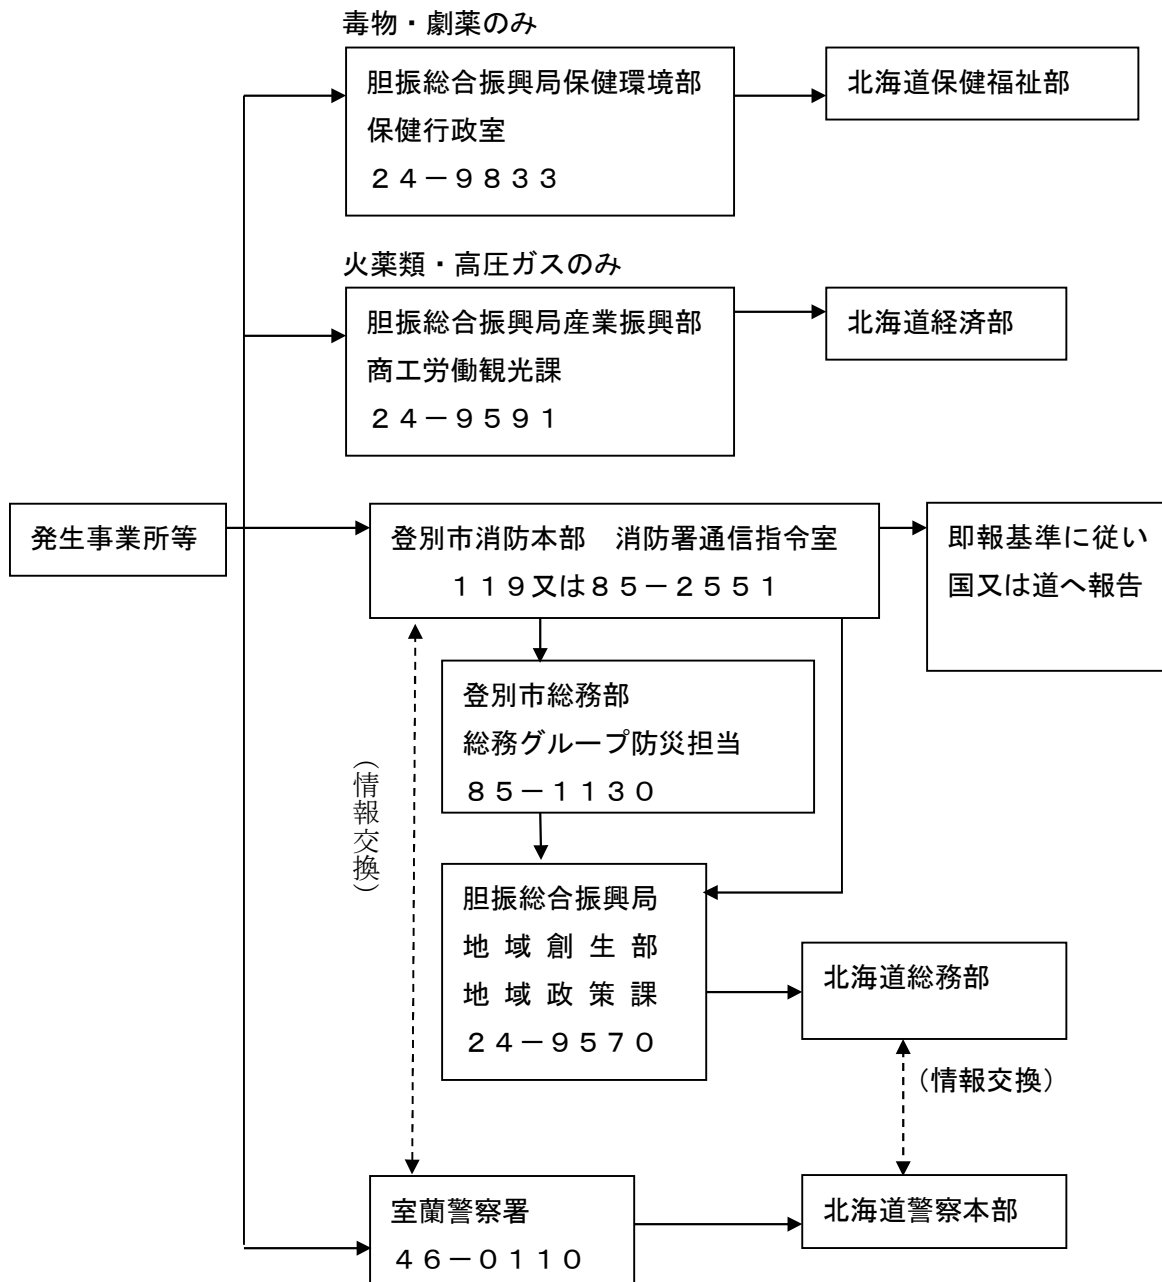 毒物・劇薬のみ
胆振総合振興局保健環境部
保健行政室
２４－９８３３
北海道保健福祉部
火薬類・高圧ガスのみ
胆振総合振興局産業振興部
商工労働観光課
２４－９５９１
北海道経済部
発生事業所等
登別市消防本部　消防署通信指令室
１１９又は８５－２５５１
即報基準に従い
国又は道へ報告
登別市総務部
総務グループ防災担当
８５－１１３０
（情報交換）
胆振総合振興局
地 域 創 生 部
地 域 政 策 課
２４－９５７０
北海道総務部
（情報交換）
室蘭警察署
４６－０１１０
北海道警察本部